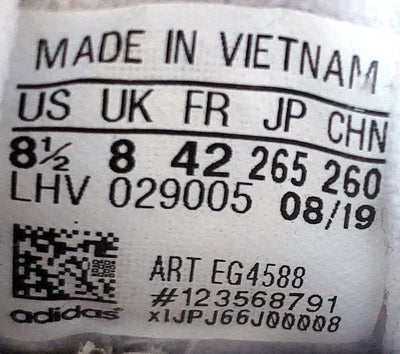 MADE IN VIETNAM
US UK FR JP CHN
8½ 8 42 265 260
LHV 029005 08/19
ART EG4588
#123568791
adidas x1JPJ66J00008